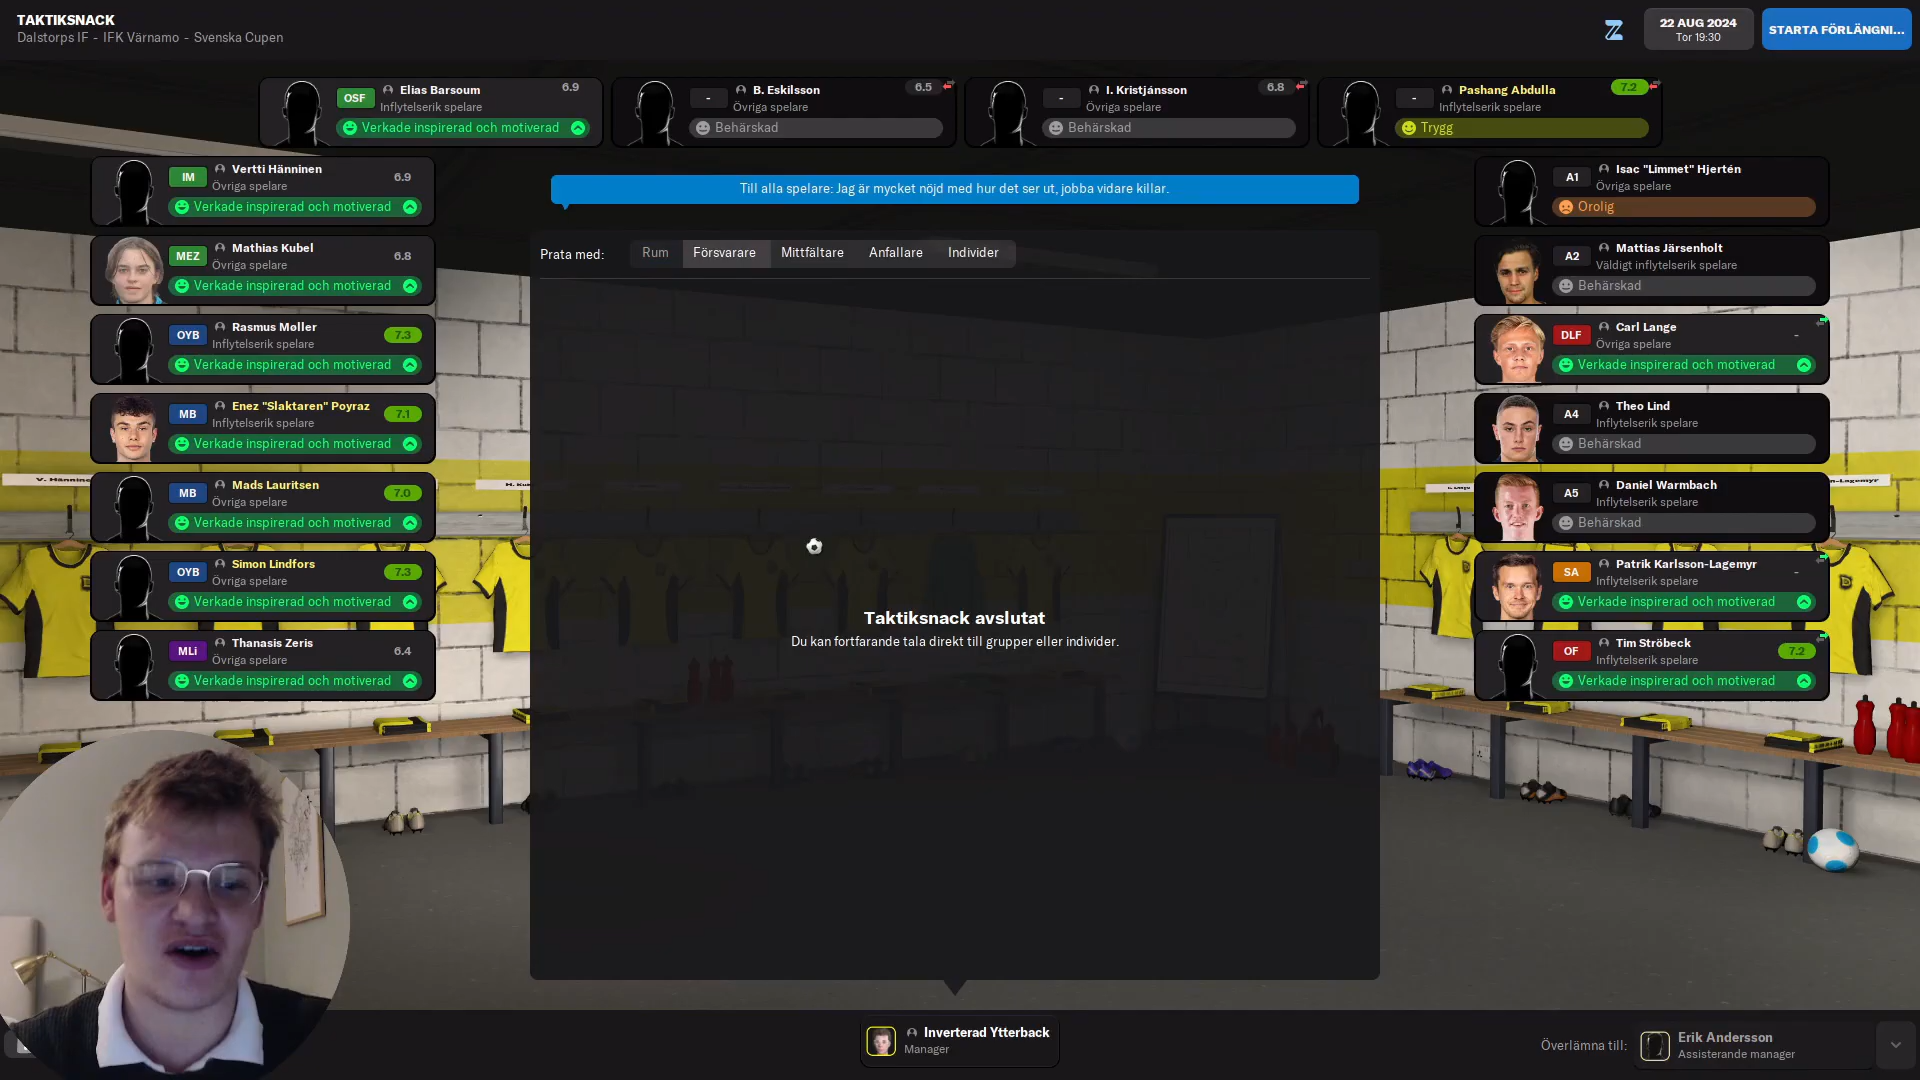 TAKTIKSNACK
Dalstorps IF - IFK Värnamo - Svenska Cupen
22 AUG 2024
Tor 19:30
STARTA FÖRLÄNGNI...
OSF
Elias Barsoum
6.9
Inflytelserik spelare
Verkade inspirerad och motiverad
-
B. Eskilsson
6.5
Övriga spelare
Behärskad
-
I. Kristjánsson
6.8
Övriga spelare
Behärskad
-
Pashang Abdulla
7.2
Inflytelserik spelare
Trygg
IM
Vertti Hänninen
6.9
Övriga spelare
Verkade inspirerad och motiverad
MEZ
Mathias Kubel
6.8
Övriga spelare
Verkade inspirerad och motiverad
OYB
Rasmus Møller
7.3
Inflytelserik spelare
Verkade inspirerad och motiverad
MB
Enez "Slaktaren" Poyraz
7.1
Inflytelserik spelare
Verkade inspirerad och motiverad
MB
Mads Lauritsen
7.0
Övriga spelare
Verkade inspirerad och motiverad
OYB
Simon Lindfors
7.3
Övriga spelare
Verkade inspirerad och motiverad
MLi
Thanasis Zeris
6.4
Övriga spelare
Verkade inspirerad och motiverad
Till alla spelare: Jag är mycket nöjd med hur det ser ut, jobba vidare killar.
Prata med:
Rum
Försvarare
Mittfältare
Anfallare
Individer
Taktiksnack avslutat
Du kan fortfarande tala direkt till grupper eller individer.
A1
Isac "Limmet" Hjertén
Övriga spelare
Orolig
A2
Mattias Järsenholt
Väldigt inflytelserik spelare
Behärskad
DLF
Carl Lange
-
Övriga spelare
Verkade inspirerad och motiverad
A4
Theo Lind
Inflytelserik spelare
Behärskad
A5
Daniel Warmbach
Inflytelserik spelare
Behärskad
SA
Patrik Karlsson-Lagemyr
-
Inflytelserik spelare
Verkade inspirerad och motiverad
OF
Tim Ströbeck
7.2
Inflytelserik spelare
Verkade inspirerad och motiverad
Inverterad Ytterback
Manager
Överlämna till:
Erik Andersson
Assisterande manager